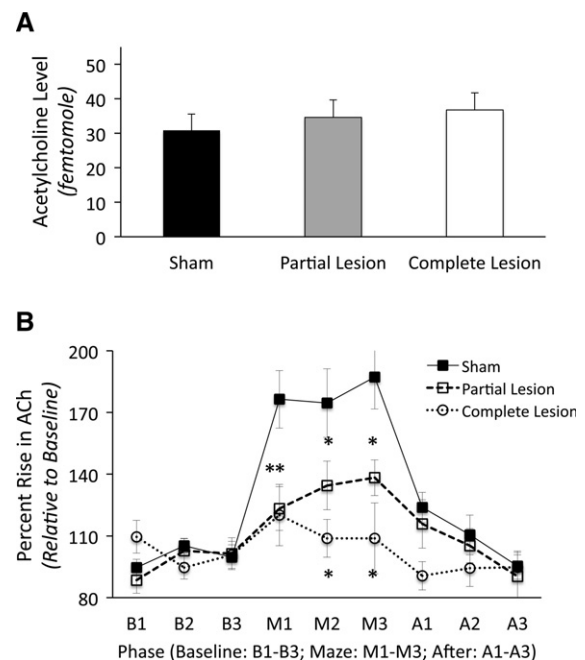 A
Acetylcholine Level
(femtomole)
50
40
30
20
10
0
Sham
Partial Lesion
Complete Lesion
B
Percent Rise in ACh
(Relative to Baseline)
200
170
140
110
80
Sham
Partial Lesion
Complete Lesion
* *
**
* *
B1 B2 B3 M1 M2 M3 A1 A2 A3
Phase (Baseline: B1-B3; Maze: M1-M3; After: A1-A3)